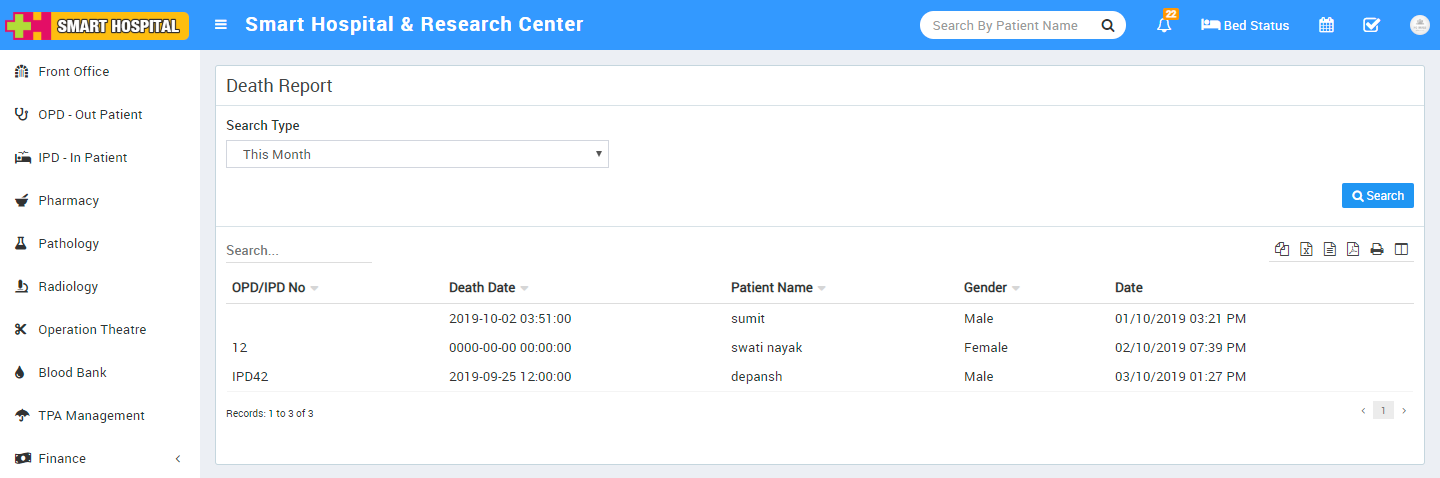 SMART HOSPITAL
Smart Hospital & Research Center
Search By Patient Name
22
Bed Status
Front Office
OPD - Out Patient
IPD - In Patient
Pharmacy
Pathology
Radiology
Operation Theatre
Blood Bank
TPA Management
Finance
Death Report
Search Type
This Month
Search
Search...
OPD/IPD No Death Date Patient Name Gender Date
2019-10-02 03:51:00 sumit Male 01/10/2019 03:21 PM
12 0000-00-00 00:00:00 swati nayak Female 02/10/2019 07:39 PM
IPD42 2019-09-25 12:00:00 depansh Male 03/10/2019 01:27 PM
Records: 1 to 3 of 3
1